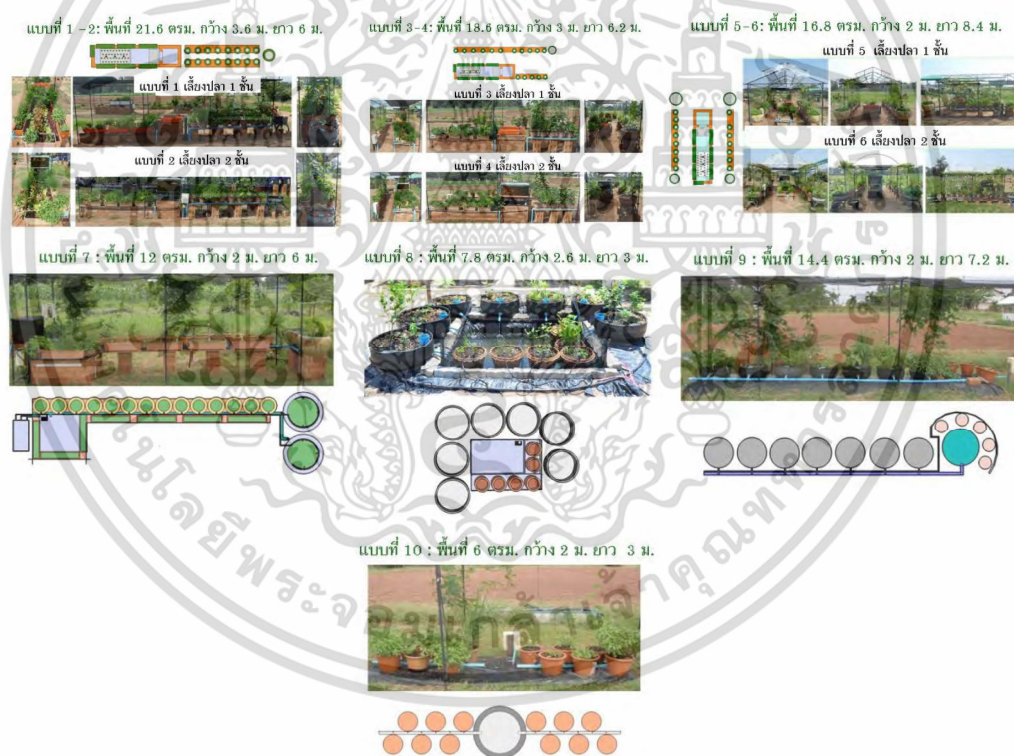 แบบที่ 1 -2: พื้นที่ 21.6 ตรม. กว้าง 3.6 ม. ยาว 6 ม.
แบบที่ 1 เลี้ยงปลา 1 ชั้น
แบบที่ 2 เลี้ยงปลา 2 ชั้น
แบบที่ 3-4: พื้นที่ 18.6 ตรม. กว้าง 3 ม. ยาว 6.2 ม.
แบบที่ 3 เลี้ยงปลา 1 ชั้น
แบบที่ 4 เลี้ยงปลา 2 ชั้น
แบบที่ 5-6: พื้นที่ 16.8 ตรม. กว้าง 2 ม. ยาว 8.4 ม.
แบบที่ 5 เลี้ยงปลา 1 ชั้น
แบบที่ 6 เลี้ยงปลา 2 ชั้น
แบบที่ 7 : พื้นที่ 12 ตรม. กว้าง 2 ม. ยาว 6 ม.
แบบที่ 8 : พื้นที่ 7.8 ตรม. กว้าง 2.6 ม. ยาว 3 ม.
แบบที่ 9 : พื้นที่ 14.4 ตรม. กว้าง 2 ม. ยาว 7.2 ม.
แบบที่ 10 : พื้นที่ 6 ตรม. กว้าง 2 ม. ยาว 3 ม.